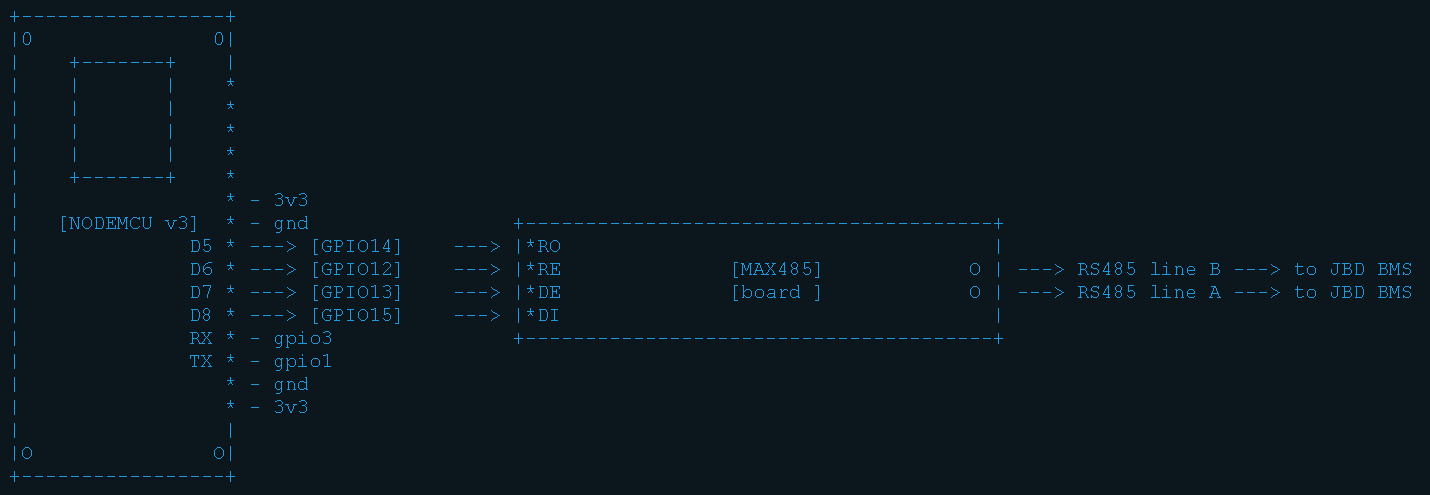 +-----------------+
|O               O|
|    +-------+    |
|    |       |    *
|    |       |    *
|    |       |    *
|    |       |    *
|    +-------+    *
|                 * - 3v3
|   [NODEMCU v3]  * - gnd                +---------------------------------------+
|              D5 * ---> [GPIO14]    ---> |*RO                                    |
|              D6 * ---> [GPIO12]    ---> |*RE              [MAX485]            O | ---> RS485 line B ---> to JBD BMS
|              D7 * ---> [GPIO13]    ---> |*DE              [board ]            O | ---> RS485 line A ---> to JBD BMS
|              D8 * ---> [GPIO15]    ---> |*DI                                    |
|              RX * - gpio3              +---------------------------------------+
|              TX * - gpio1
|                 * - gnd
|                 * - 3v3
|                 |
|O               O|
+-----------------+